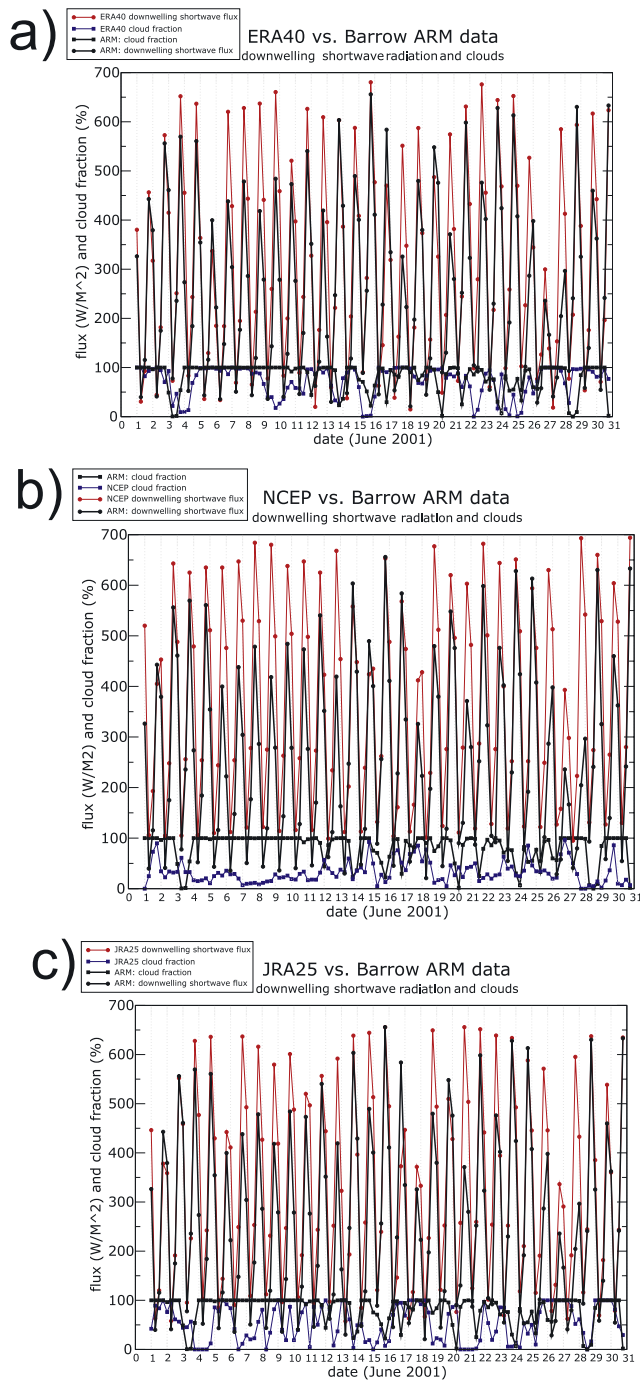 a)
ERA40 downwelling shortwave flux
ERA40 cloud fraction
ARM: cloud fraction
ARM: downwelling shortwave flux
ERA40 vs. Barrow ARM data
downwelling shortwave radiation and clouds
flux (W/M^2) and cloud fraction (%)
700
600
500
400
300
200
100
0
0 1 2 3 4 5 6 7 8 9 10 11 12 13 14 15 16 17 18 19 20 21 22 23 24 25 26 27 28 29 30 31
date (June 2001)
b)
ARM: cloud fraction
NCEP cloud fraction
NCEP downwelling shortwave flux
ARM: downwelling shortwave flux
NCEP vs. Barrow ARM data
downwelling shortwave radiation and clouds
flux (W/M2) and cloud fraction (%)
700
600
500
400
300
200
100
0
0 1 2 3 4 5 6 7 8 9 10 11 12 13 14 15 16 17 18 19 20 21 22 23 24 25 26 27 28 29 30 31
date (June 2001)
c)
JRA25 downwelling shortwave flux
JRA25 cloud fraction
ARM: cloud fraction
ARM: downwelling shortwave flux
JRA25 vs. Barrow ARM data
downwelling shortwave radiation and clouds
flux (W/M^2) and cloud fraction (%)
700
600
500
400
300
200
100
0
0 1 2 3 4 5 6 7 8 9 10 11 12 13 14 15 16 17 18 19 20 21 22 23 24 25 26 27 28 29 30 31
date (June 2001)